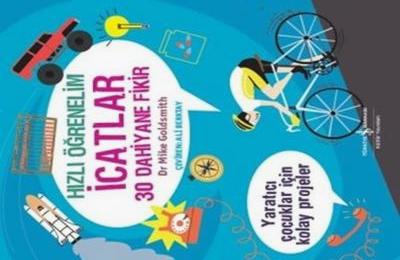 HIZLI ÖĞRENELİM
İCATLAR
30 DAHİYANE FİKİR
Dr Mike Goldsmith
ÇEVİREN: ALİ BERKTAY
Yaratıcı
çocuklar için
kolay projeler